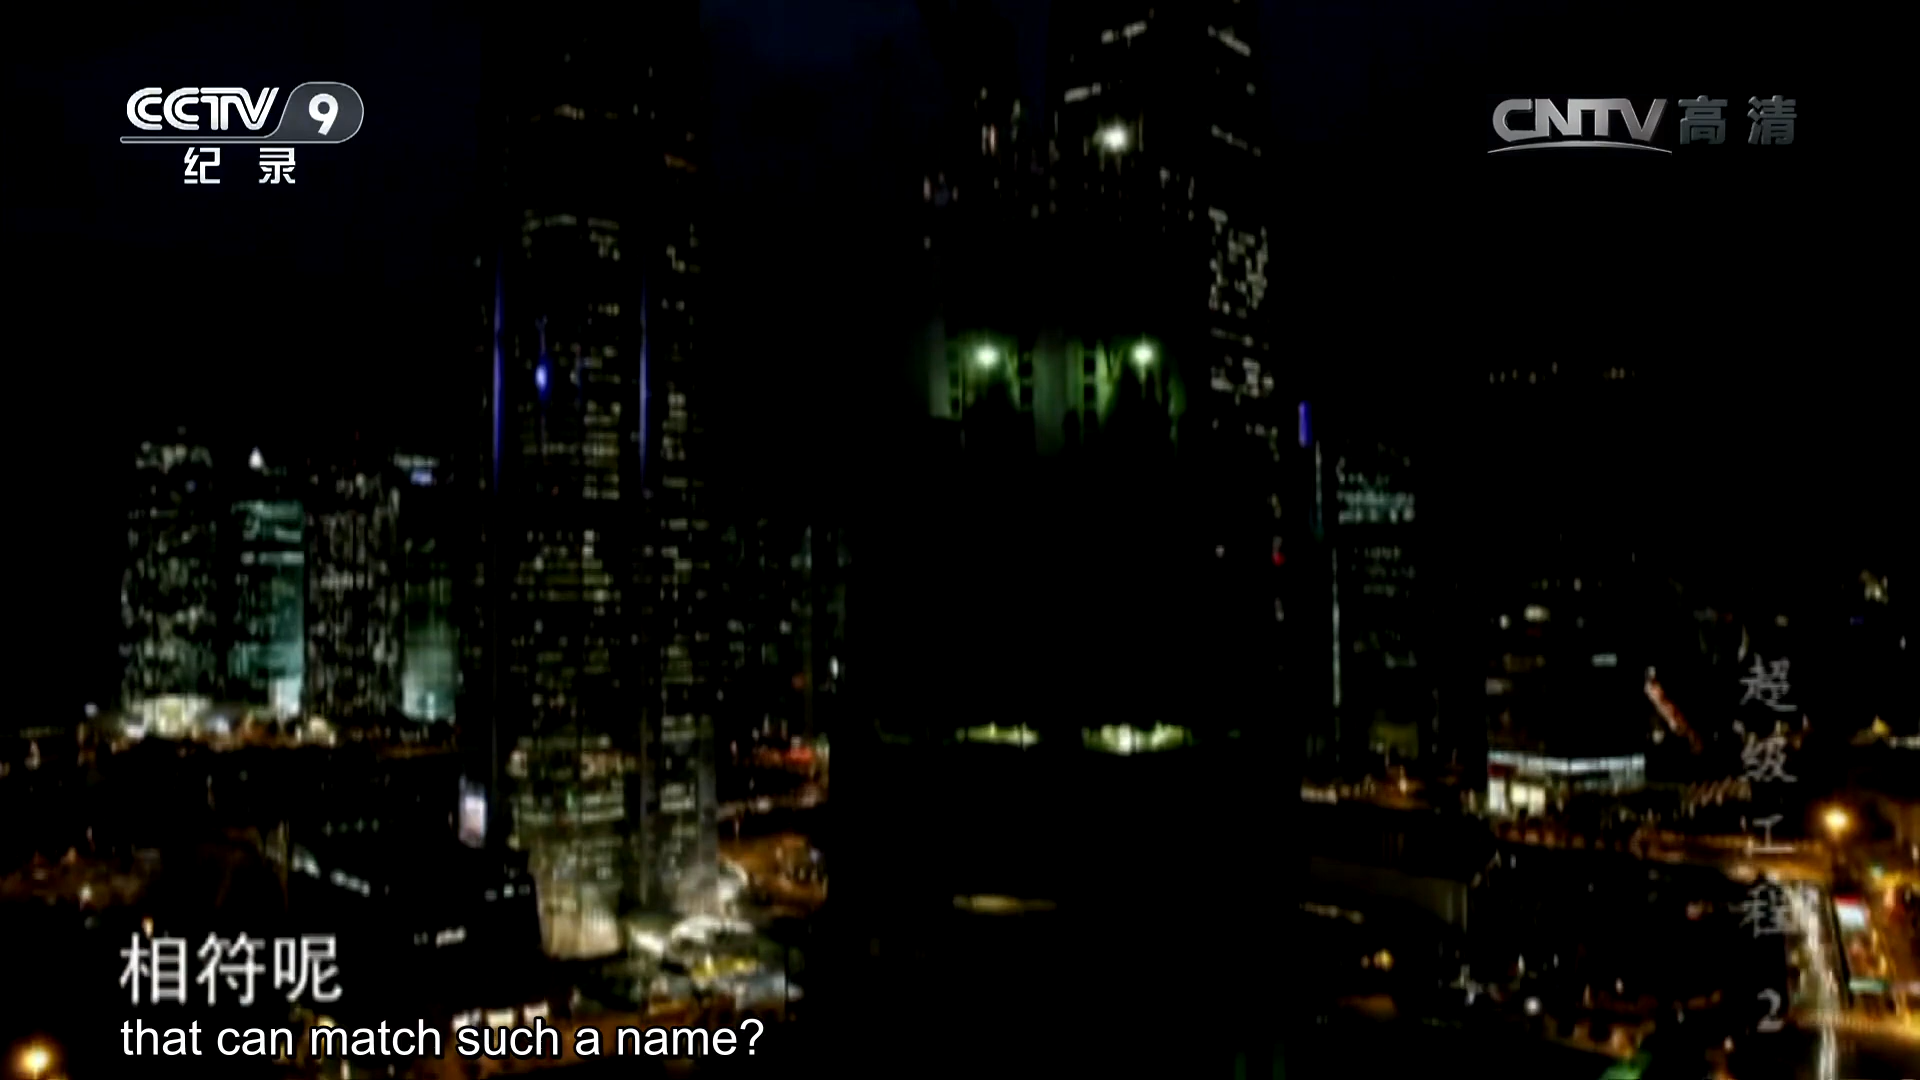 CCTV 9
纪 录
CNTV 高 清
超级工程2
相符呢
that can match such a name?